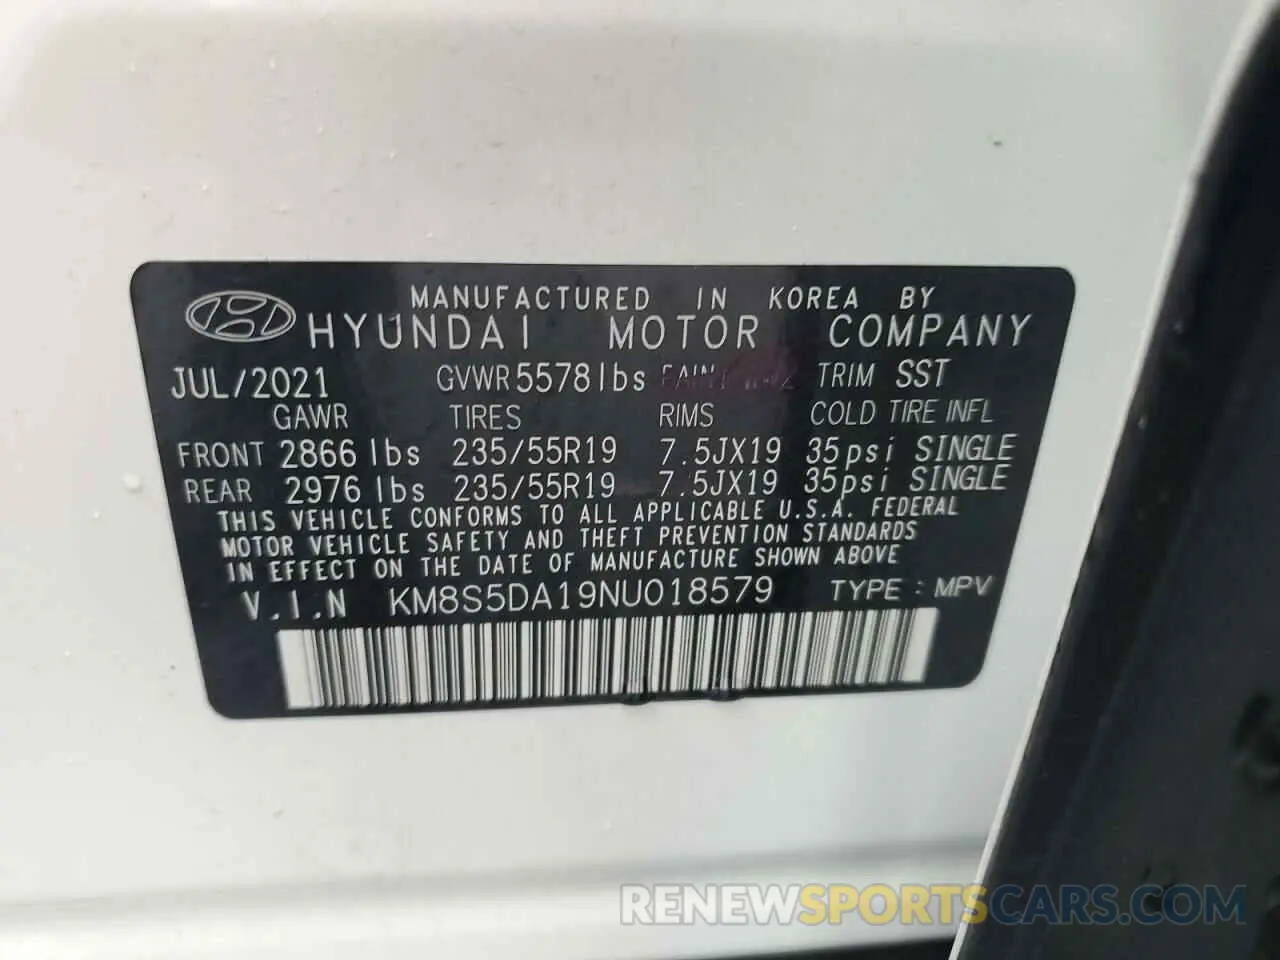 MANUFACTURED IN KOREA BY
HYUNDAI MOTOR COMPANY
JUL/2021 GVWR 5578lbs PAINT TRIM SST
GAWR TIRES RIMS COLD TIRE INFL
FRONT 2866 lbs 235/55R19 7.5JX19 35psi SINGLE
REAR 2976 lbs 235/55R19 7.5JX19 35psi SINGLE
THIS VEHICLE CONFORMS TO ALL APPLICABLE U.S.A. FEDERAL
MOTOR VEHICLE SAFETY AND THEFT PREVENTION STANDARDS
IN EFFECT ON THE DATE OF MANUFACTURE SHOWN ABOVE
V.I.N KM8S5DA19NU018579 TYPE : MPV
RENEWSPORTSCARS.COM